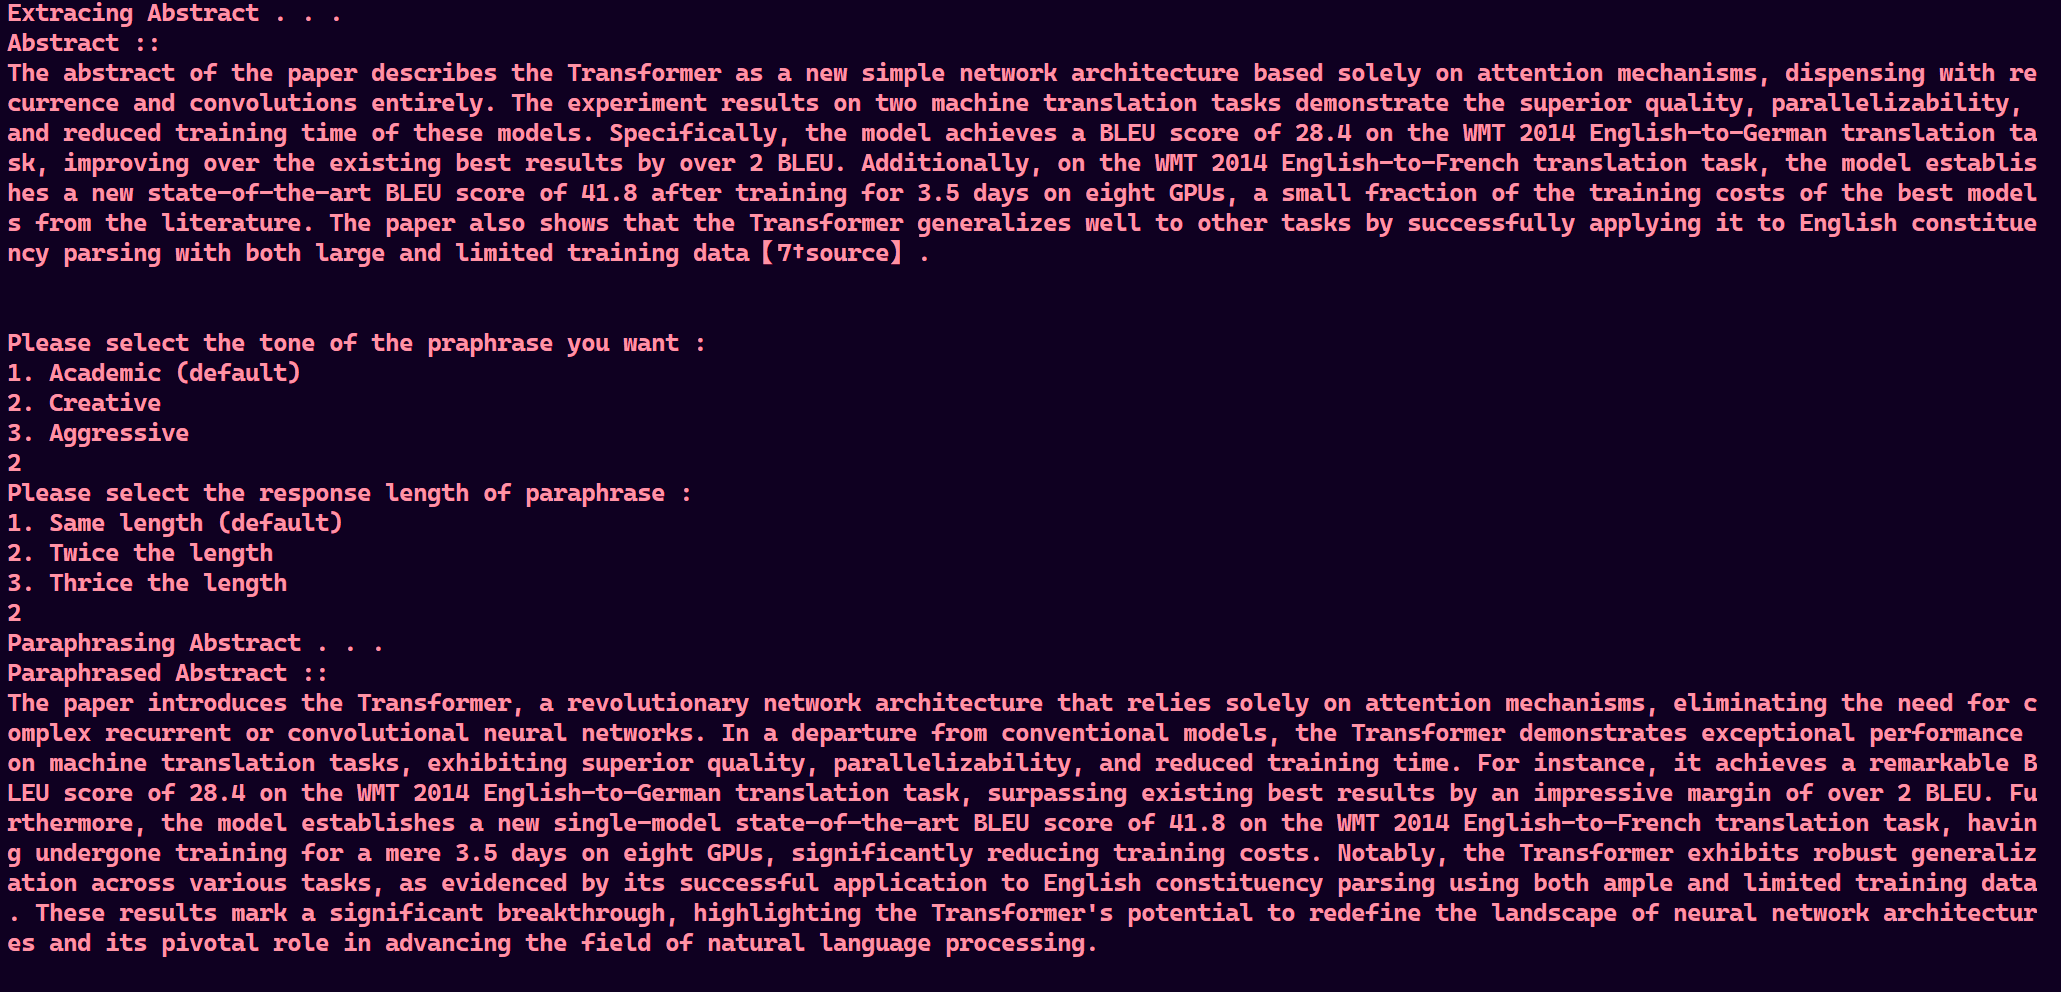 Extracing Abstract . . .
Abstract ::
The abstract of the paper describes the Transformer as a new simple network architecture based solely on attention mechanisms, dispensing with re
currence and convolutions entirely. The experiment results on two machine translation tasks demonstrate the superior quality, parallelizability,
and reduced training time of these models. Specifically, the model achieves a BLEU score of 28.4 on the WMT 2014 English-to-German translation ta
sk, improving over the existing best results by over 2 BLEU. Additionally, on the WMT 2014 English-to-French translation task, the model establis
hes a new state-of-the-art BLEU score of 41.8 after training for 3.5 days on eight GPUs, a small fraction of the training costs of the best model
s from the literature. The paper also shows that the Transformer generalizes well to other tasks by successfully applying it to English constitue
ncy parsing with both large and limited training data【7†source】.
Please select the tone of the praphrase you want :
1. Academic (default)
2. Creative
3. Aggressive
2
Please select the response length of paraphrase :
1. Same length (default)
2. Twice the length
3. Thrice the length
2
Paraphrasing Abstract . . .
Paraphrased Abstract ::
The paper introduces the Transformer, a revolutionary network architecture that relies solely on attention mechanisms, eliminating the need for c
omplex recurrent or convolutional neural networks. In a departure from conventional models, the Transformer demonstrates exceptional performance
on machine translation tasks, exhibiting superior quality, parallelizability, and reduced training time. For instance, it achieves a remarkable B
LEU score of 28.4 on the WMT 2014 English-to-German translation task, surpassing existing best results by an impressive margin of over 2 BLEU. Fu
rthermore, the model establishes a new single-model state-of-the-art BLEU score of 41.8 on the WMT 2014 English-to-French translation task, havin
g undergone training for a mere 3.5 days on eight GPUs, significantly reducing training costs. Notably, the Transformer exhibits robust generaliz
ation across various tasks, as evidenced by its successful application to English constituency parsing using both ample and limited training data
. These results mark a significant breakthrough, highlighting the Transformer's potential to redefine the landscape of neural network architectur
es and its pivotal role in advancing the field of natural language processing.